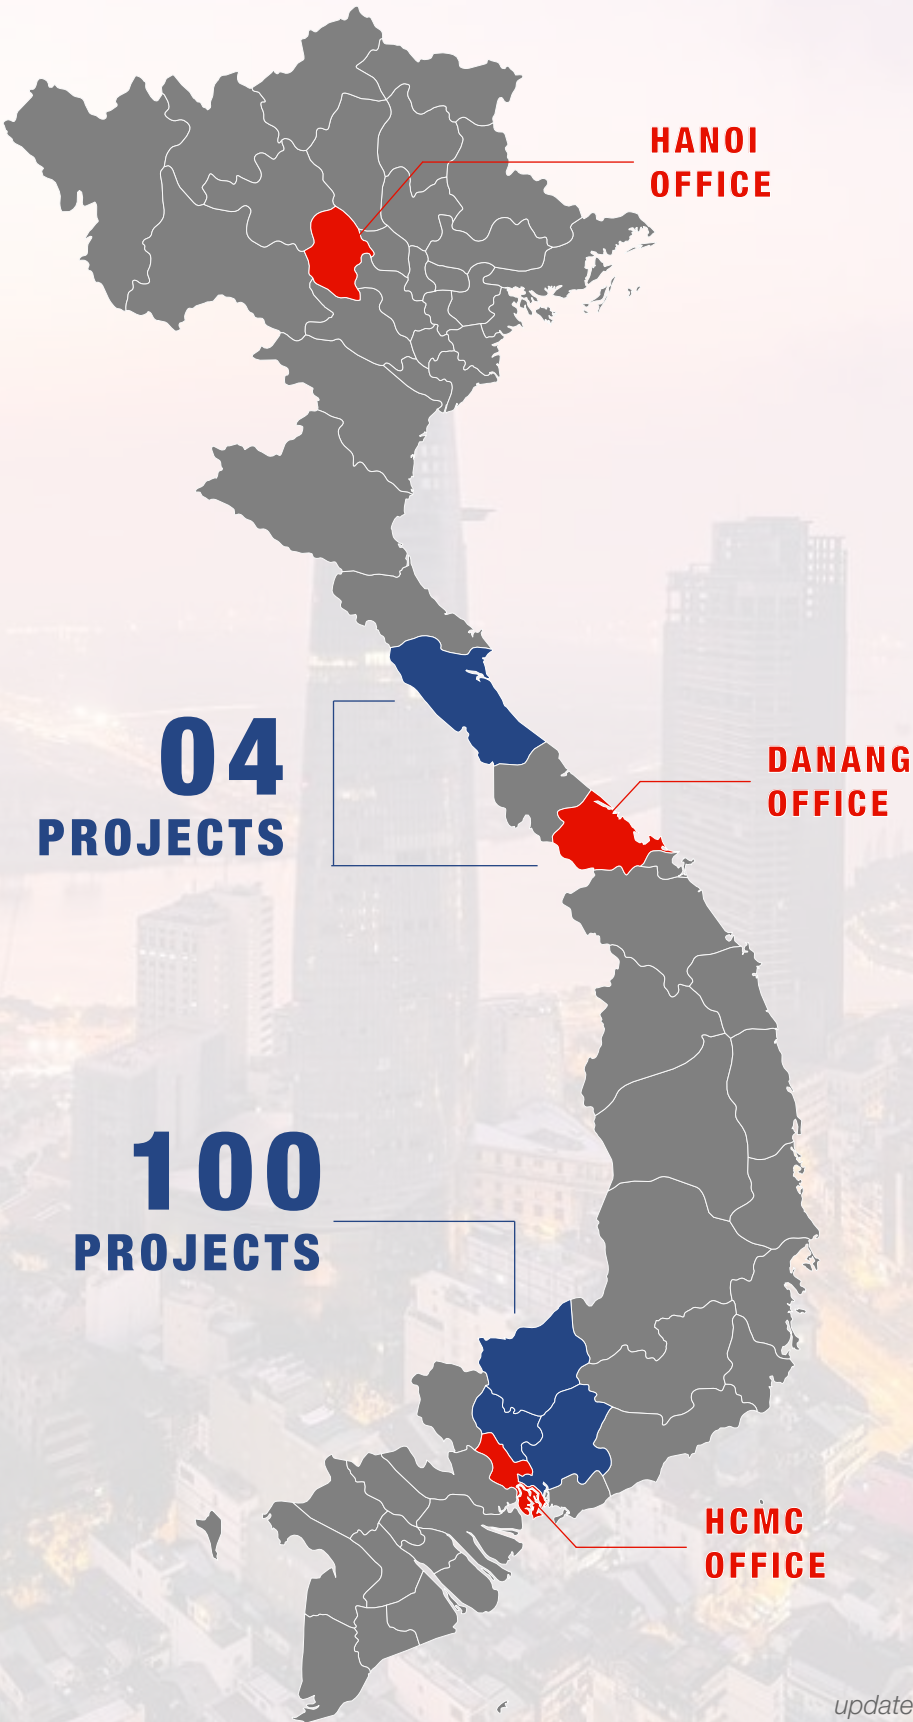 HANOI
OFFICE
04
PROJECTS
DANANG
OFFICE
100
PROJECTS
HCMC
OFFICE
update